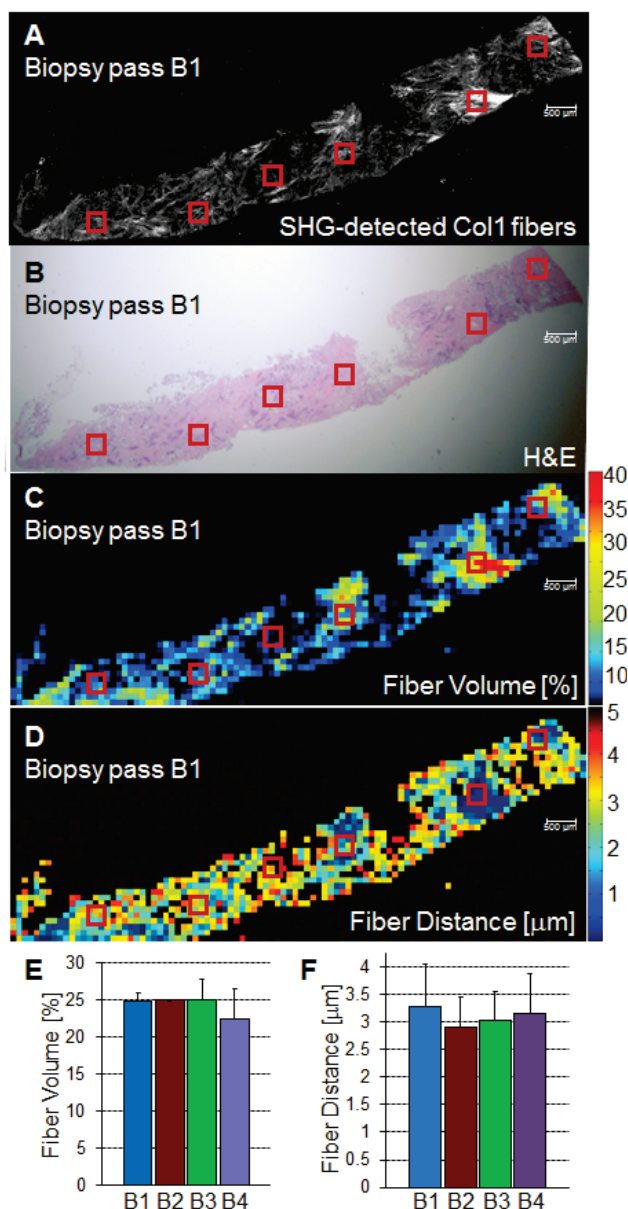 A
Biopsy pass B1
500 µm
SHG-detected Col1 fibers
B
Biopsy pass B1
500 µm
H&E
C
Biopsy pass B1
500 µm
Fiber Volume [%]
40
35
30
25
20
15
10
D
Biopsy pass B1
500 µm
Fiber Distance [µm]
5
4
3
2
1
E
Fiber Volume [%]
30
25
20
15
10
5
0
B1 B2 B3 B4
F
Fiber Distance [µm]
4
3.5
3
2.5
2
1.5
1
0.5
0
B1 B2 B3 B4